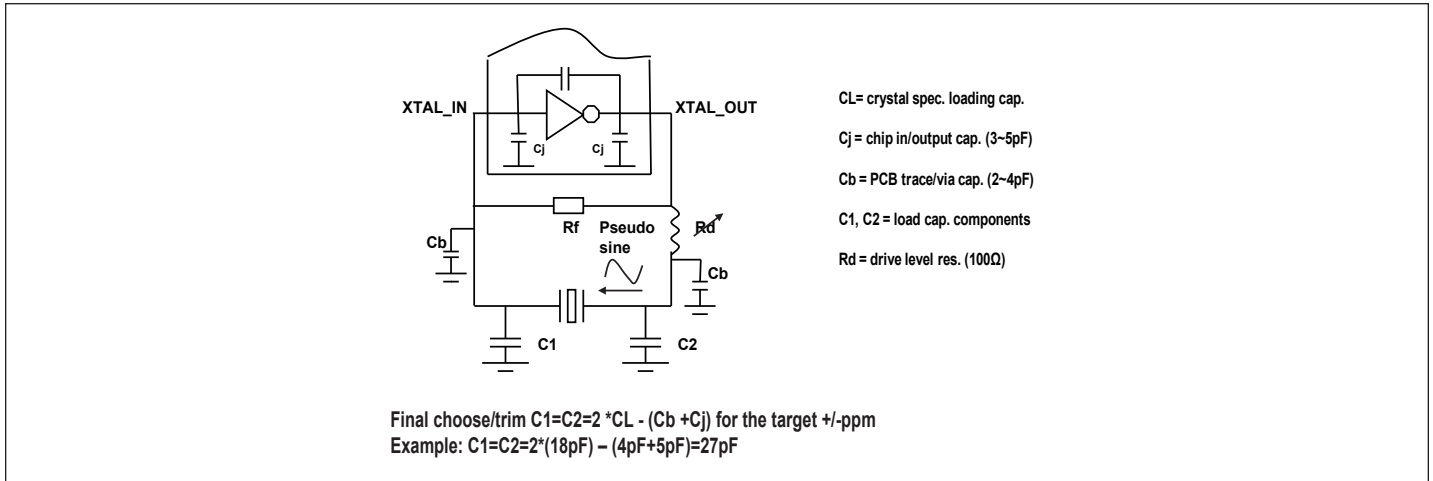 XTAL_IN
XTAL_OUT
Cj
Cj
Rf
Pseudo
sine
Rd
Cb
Cb
C1
C2
CL= crystal spec. loading cap.
Cj = chip in/output cap. (3~5pF)
Cb = PCB trace/via cap. (2~4pF)
C1, C2 = load cap. components
Rd = drive level res. (100Ω)
Final choose/trim C1=C2=2 *CL - (Cb +Cj) for the target +/-ppm
Example: C1=C2=2*(18pF) – (4pF+5pF)=27pF